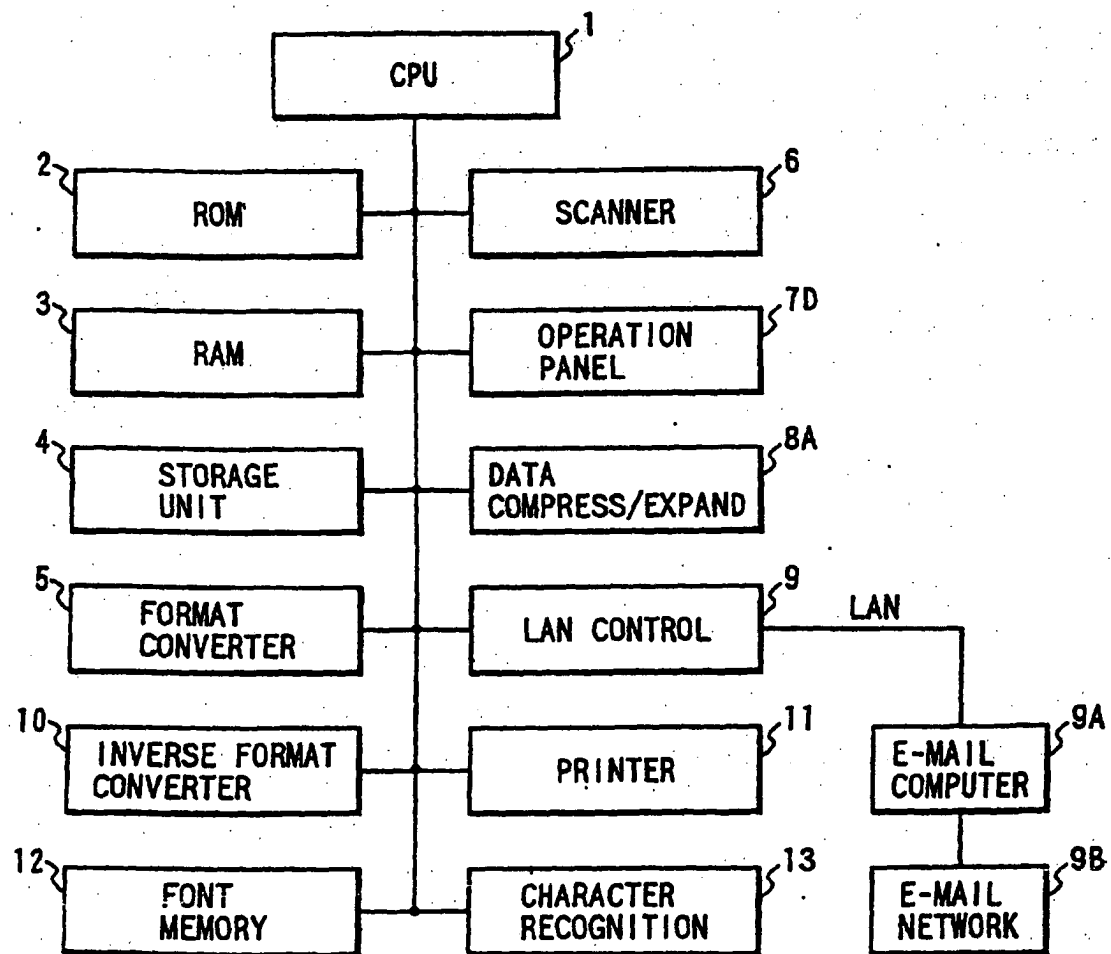 1
CPU
2
ROM
6
SCANNER
3
RAM
7D
OPERATION
PANEL
4
STORAGE
UNIT
8A
DATA
COMPRESS/EXPAND
5
FORMAT
CONVERTER
9
LAN CONTROL
LAN
10
INVERSE FORMAT
CONVERTER
11
PRINTER
9A
E-MAIL
COMPUTER
12
FONT
MEMORY
13
CHARACTER
RECOGNITION
9B
E-MAIL
NETWORK